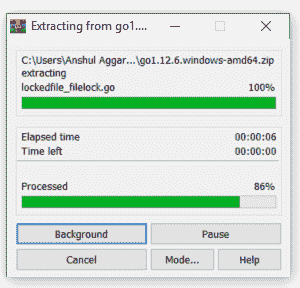 Extracting from go1....
C:\Users\Anshul Aggar...\go1.12.6.windows-amd64.zip
extracting
lockedfile_filelock.go 100%
Elapsed time 00:00:06
Time left 00:00:00
Processed 86%
Background Pause
Cancel Mode... Help